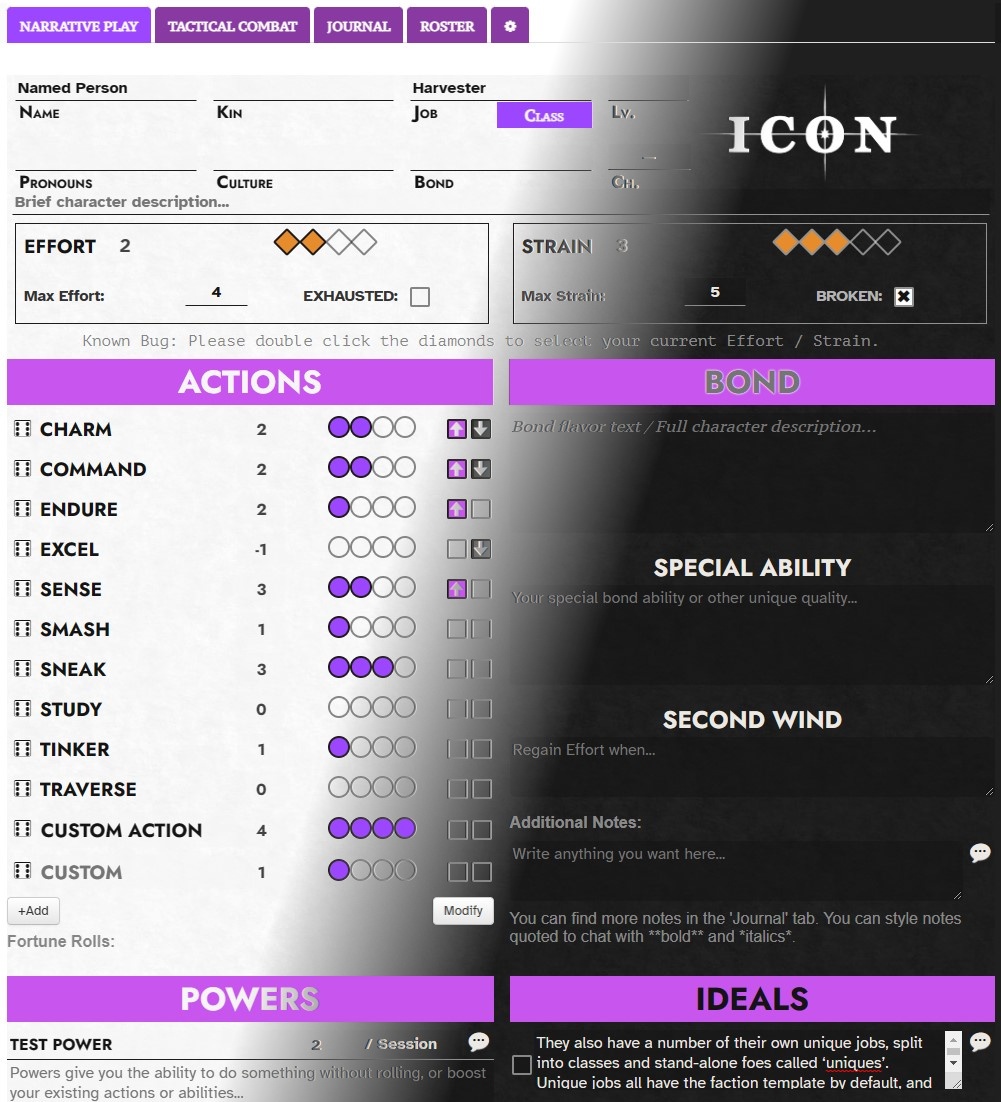 NARRATIVE PLAY TACTICAL COMBAT JOURNAL ROSTER
Named Person Harvester
NAME KIN JOB CLASS LV.
ICON
PRONOUNS CULTURE BOND CH.
Brief character description...
EFFORT 2
Max Effort: 4 EXHAUSTED:
STRAIN 3
Max Strain: 5 BROKEN:
Known Bug: Please double click the diamonds to select your current Effort / Strain.
ACTIONS
CHARM 2
COMMAND 2
ENDURE 2
EXCEL -1
SENSE 3
SMASH 1
SNEAK 3
STUDY 0
TINKER 1
TRAVERSE 0
CUSTOM ACTION 4
CUSTOM 1
+Add Modify
Fortune Rolls:
BOND
Bond flavor text / Full character description...
SPECIAL ABILITY
Your special bond ability or other unique quality...
SECOND WIND
Regain Effort when...
Additional Notes:
Write anything you want here...
You can find more notes in the 'Journal' tab. You can style notes
quoted to chat with **bold** and *italics*.
POWERS
TEST POWER 2 / Session
Powers give you the ability to do something without rolling, or boost
your existing actions or abilities...
IDEALS
They also have a number of their own unique jobs, split
into classes and stand-alone foes called ‘uniques’.
Unique jobs all have the faction template by default, and